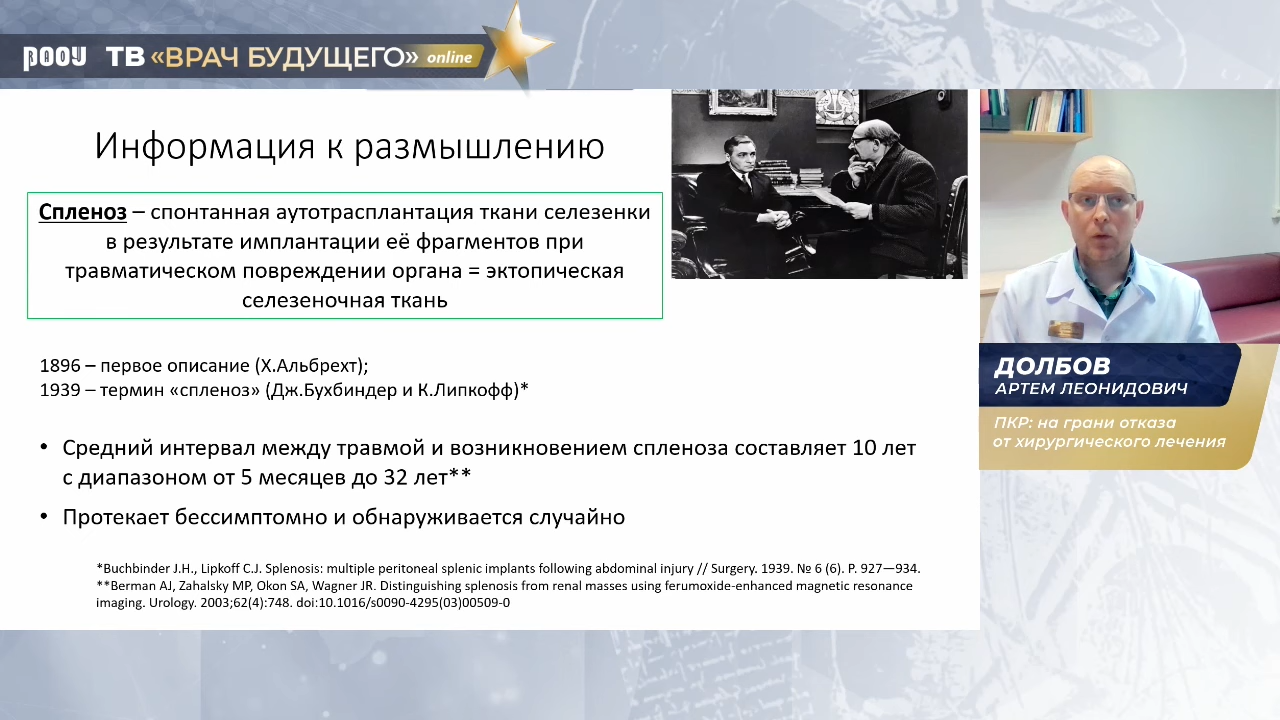 РООУ ТВ «ВРАЧ БУДУЩЕГО» online
Информация к размышлению
Спленоз – спонтанная аутотрасплантация ткани селезенки
в результате имплантации её фрагментов при
травматическом повреждении органа = эктопическая
селезеночная ткань
1896 – первое описание (Х.Альбрехт);
1939 – термин «спленоз» (Дж.Бухбиндер и К.Липкофф)*
• Средний интервал между травмой и возникновением спленоза составляет 10 лет
с диапазоном от 5 месяцев до 32 лет**
• Протекает бессимптомно и обнаруживается случайно
*Buchbinder J.H., Lipkoff C.J. Splenosis: multiple peritoneal splenic implants following abdominal injury // Surgery. 1939. № 6 (6). P. 927—934.
**Berman AJ, Zahalsky MP, Okon SA, Wagner JR. Distinguishing splenosis from renal masses using ferumoxide-enhanced magnetic resonance
imaging. Urology. 2003;62(4):748. doi:10.1016/s0090-4295(03)00509-0
ДОЛБОВ
АРТЕМ ЛЕОНИДОВИЧ
ПКР: на грани отказа
от хирургического лечения